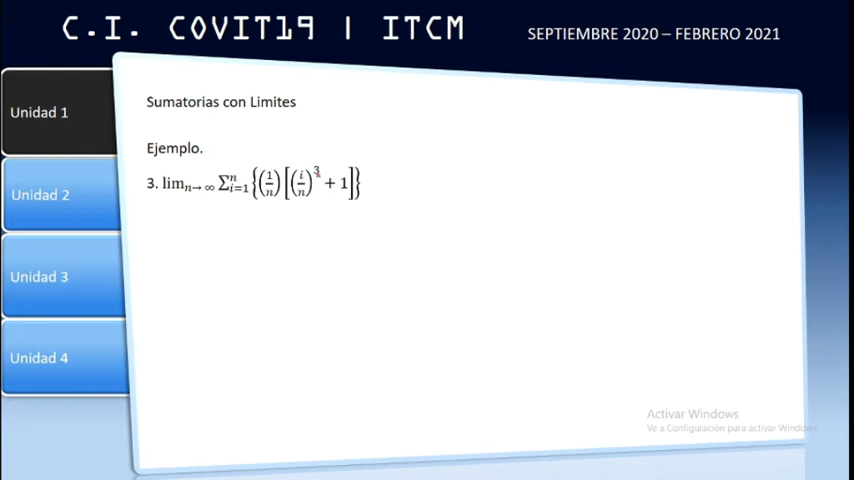 C.I. COVIT19 | ITCM
SEPTIEMBRE 2020 – FEBRERO 2021
Unidad 1
Unidad 2
Unidad 3
Unidad 4
Sumatorias con Limites
Ejemplo.
3. lim_{n→∞} ∑_{i=1}^{n} {(1/n)[(i/n)^3 + 1]}
Activar Windows
Ve a Configuración para activar Windows.